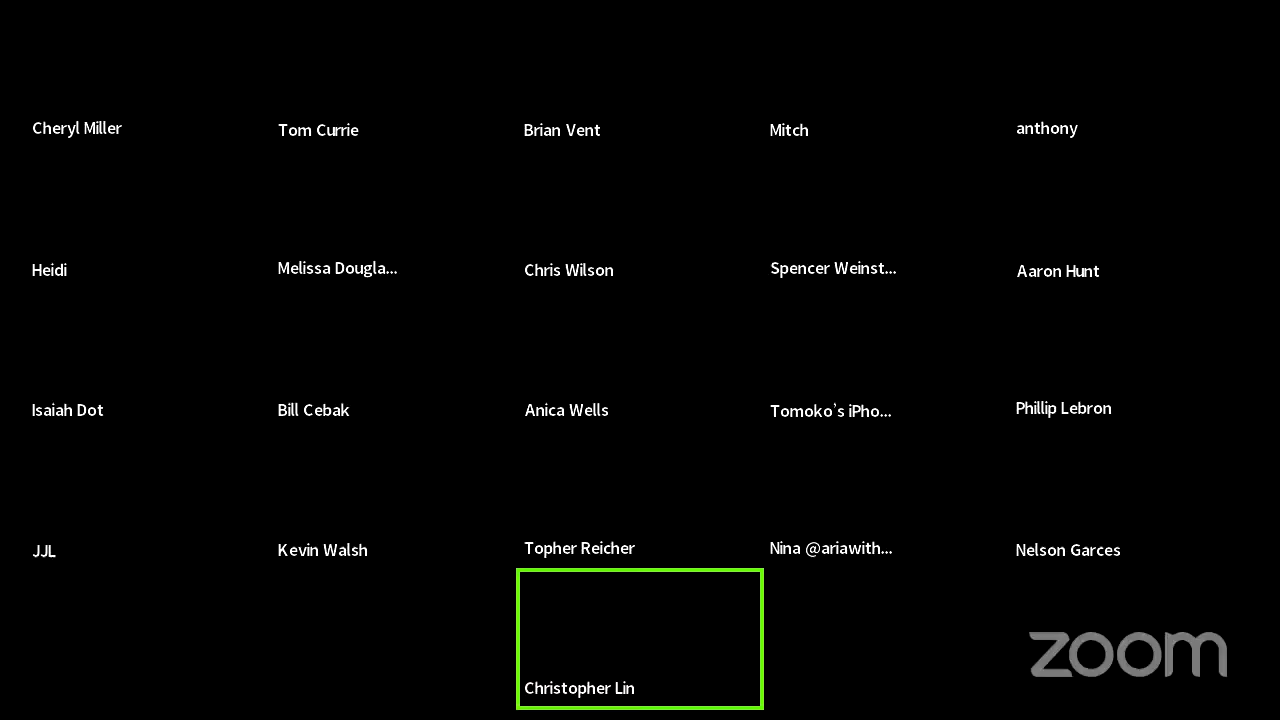 Cheryl Miller
Tom Currie
Brian Vent
Mitch
anthony
Heidi
Melissa Dougla...
Chris Wilson
Spencer Weinst...
Aaron Hunt
Isaiah Dot
Bill Cebak
Anica Wells
Tomoko’s iPho...
Phillip Lebron
JJL
Kevin Walsh
Topher Reicher
Nina @ariawith...
Nelson Garces
Christopher Lin
zoom